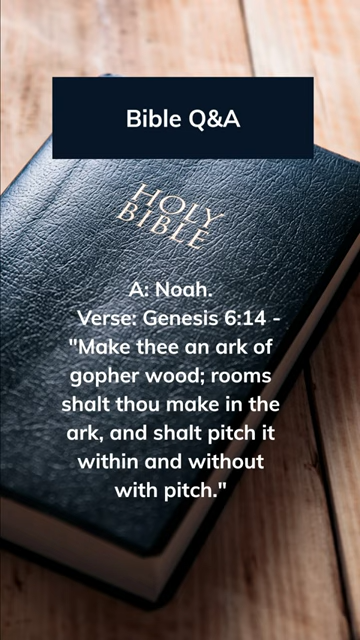 Bible Q&A
HOLY
BIBLE
A: Noah.
Verse: Genesis 6:14 -
"Make thee an ark of
gopher wood; rooms
shalt thou make in the
ark, and shalt pitch it
within and without
with pitch."